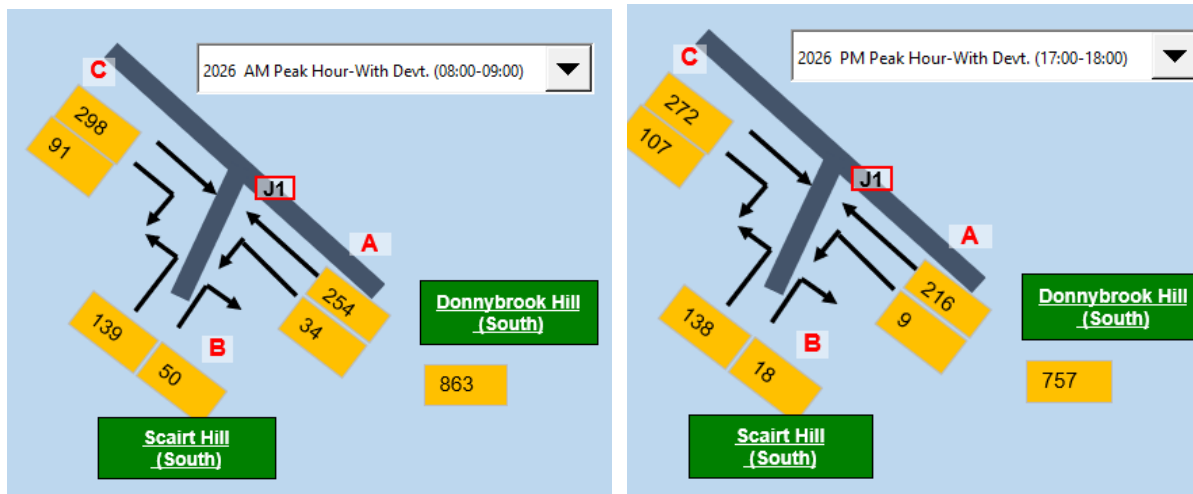 2026 AM Peak Hour-With Devt. (08:00-09:00)
C
298
91
J1
A
254
34
139
50
B
Donnybrook Hill
(South)
863
Scairt Hill
(South)
2026 PM Peak Hour-With Devt. (17:00-18:00)
C
272
107
J1
A
216
9
138
18
B
Donnybrook Hill
(South)
757
Scairt Hill
(South)